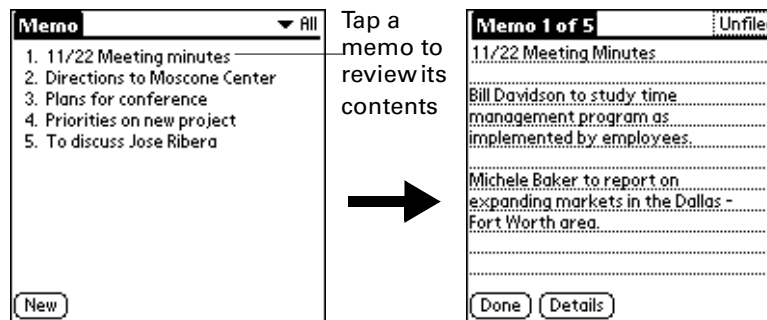 Memo
All
1. 11/22 Meeting minutes
2. Directions to Moscone Center
3. Plans for conference
4. Priorities on new project
5. To discuss Jose Ribera
New
Tap a
memo to
review its
contents
Memo 1 of 5
11/22 Meeting Minutes
Bill Davidson to study time
management program as
implemented by employees.
Michele Baker to report on
expanding markets in the Dallas -
Fort Worth area.
Done
Details